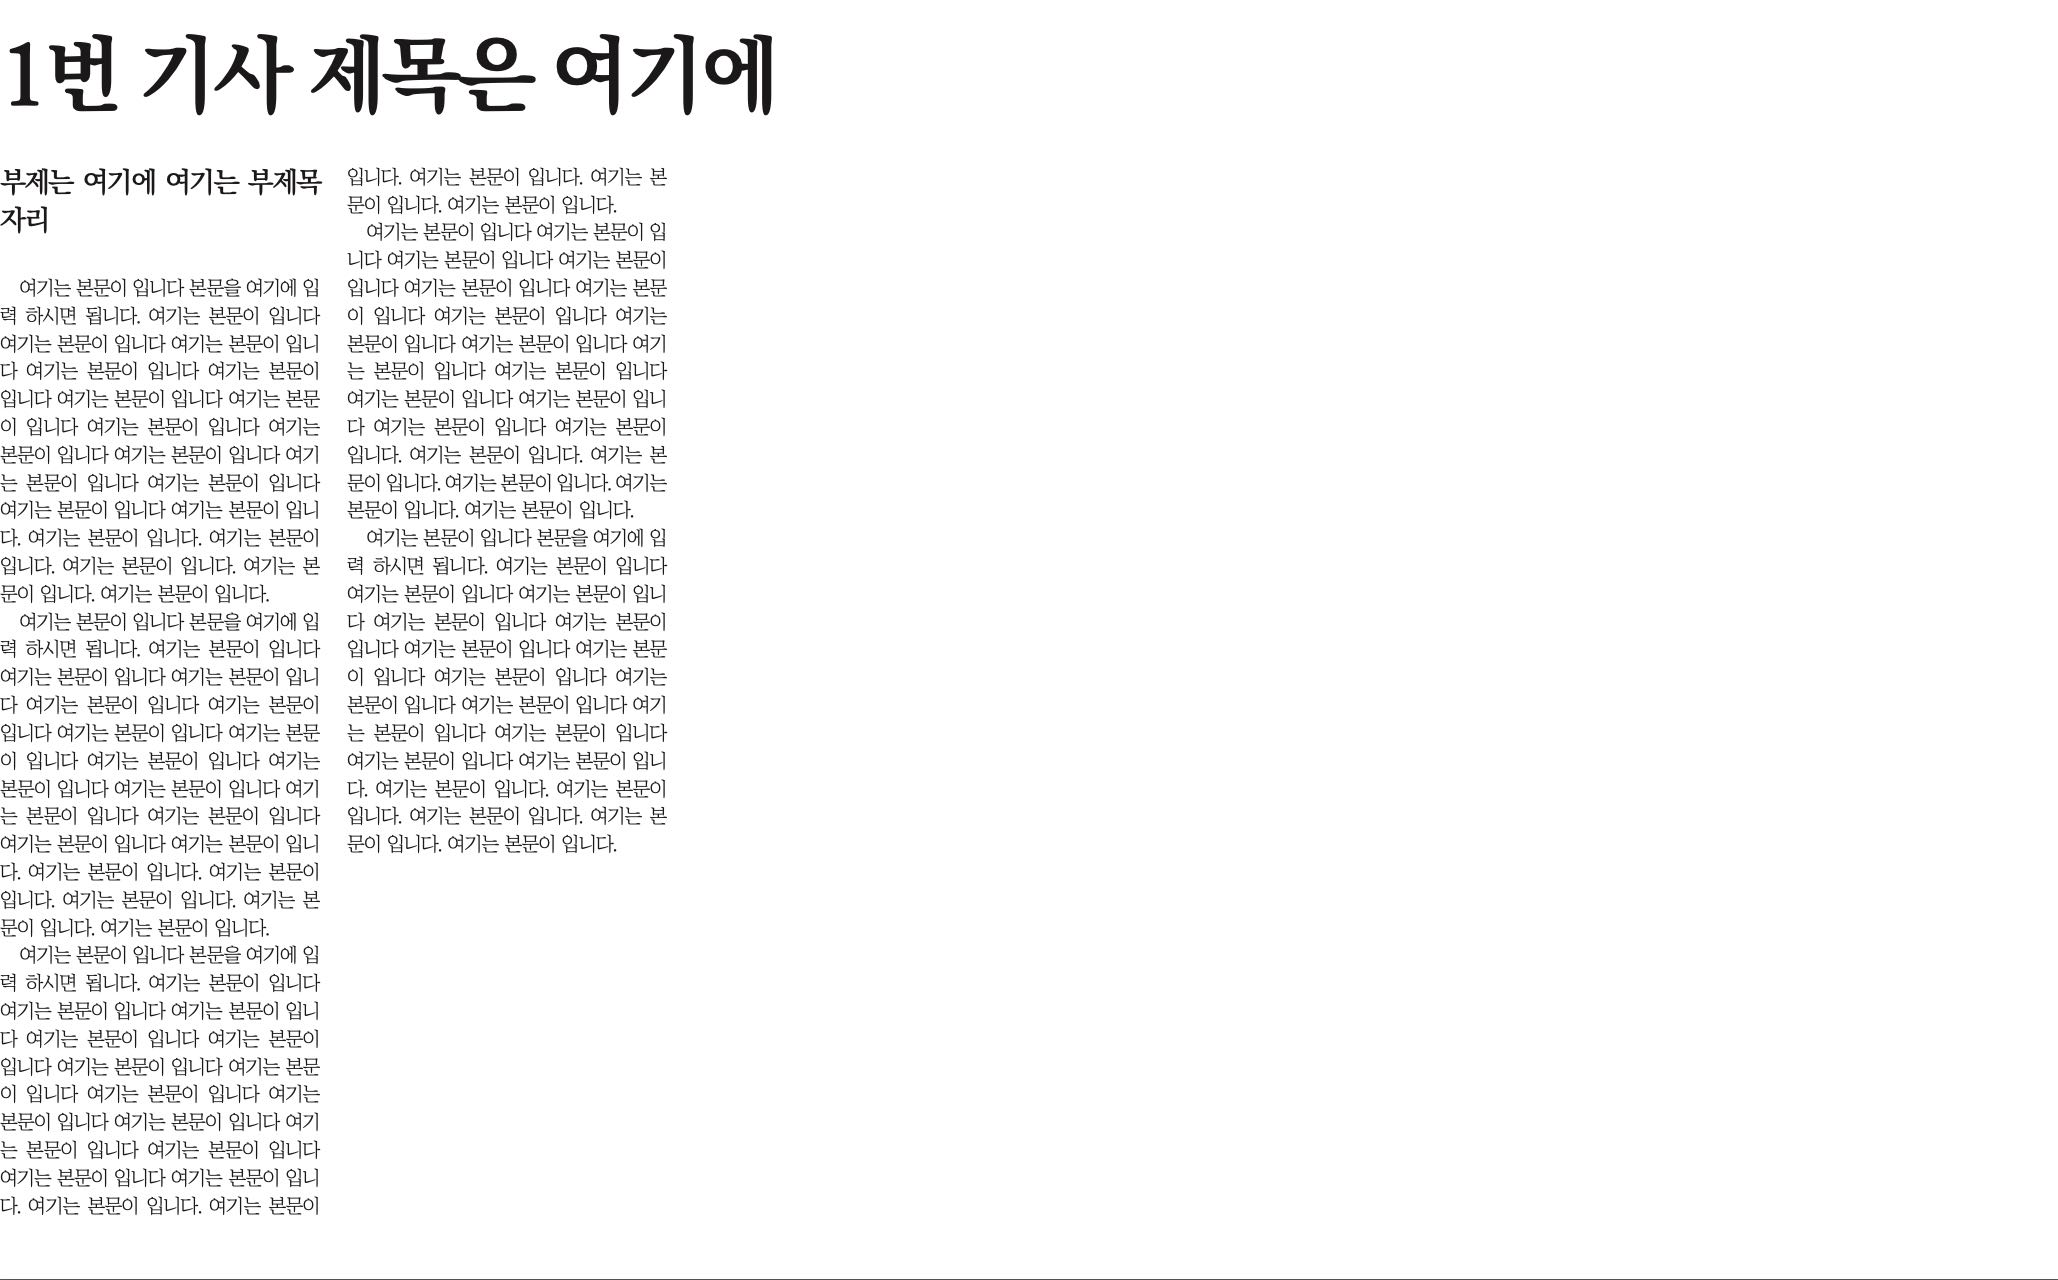 1번 기사 제목은 여기에
부제는 여기에 여기는 부제목
자리
여기는 본문이 입니다 본문을 여기에 입
력 하시면 됩니다. 여기는 본문이 입니다
여기는 본문이 입니다 여기는 본문이 입니
다 여기는 본문이 입니다 여기는 본문이
입니다 여기는 본문이 입니다 여기는 본문
이 입니다 여기는 본문이 입니다 여기는
본문이 입니다 여기는 본문이 입니다 여기
는 본문이 입니다 여기는 본문이 입니다
여기는 본문이 입니다 여기는 본문이 입니
다. 여기는 본문이 입니다. 여기는 본문이
입니다. 여기는 본문이 입니다. 여기는 본
문이 입니다. 여기는 본문이 입니다.
여기는 본문이 입니다 본문을 여기에 입
력 하시면 됩니다. 여기는 본문이 입니다
여기는 본문이 입니다 여기는 본문이 입니
다 여기는 본문이 입니다 여기는 본문이
입니다 여기는 본문이 입니다 여기는 본문
이 입니다 여기는 본문이 입니다 여기는
본문이 입니다 여기는 본문이 입니다 여기
는 본문이 입니다 여기는 본문이 입니다
여기는 본문이 입니다 여기는 본문이 입니
다. 여기는 본문이 입니다. 여기는 본문이
입니다. 여기는 본문이 입니다. 여기는 본
문이 입니다. 여기는 본문이 입니다.
여기는 본문이 입니다 본문을 여기에 입
력 하시면 됩니다. 여기는 본문이 입니다
여기는 본문이 입니다 여기는 본문이 입니
다 여기는 본문이 입니다 여기는 본문이
입니다 여기는 본문이 입니다 여기는 본문
이 입니다 여기는 본문이 입니다 여기는
본문이 입니다 여기는 본문이 입니다 여기
는 본문이 입니다 여기는 본문이 입니다
여기는 본문이 입니다 여기는 본문이 입니
다. 여기는 본문이 입니다. 여기는 본문이
입니다. 여기는 본문이 입니다. 여기는 본
문이 입니다. 여기는 본문이 입니다.
여기는 본문이 입니다 여기는 본문이 입
니다 여기는 본문이 입니다 여기는 본문이
입니다 여기는 본문이 입니다 여기는 본문
이 입니다 여기는 본문이 입니다 여기는
본문이 입니다 여기는 본문이 입니다 여기
는 본문이 입니다 여기는 본문이 입니다
여기는 본문이 입니다 여기는 본문이 입니
다 여기는 본문이 입니다 여기는 본문이
입니다. 여기는 본문이 입니다. 여기는 본
문이 입니다. 여기는 본문이 입니다. 여기는
본문이 입니다. 여기는 본문이 입니다.
여기는 본문이 입니다 본문을 여기에 입
력 하시면 됩니다. 여기는 본문이 입니다
여기는 본문이 입니다 여기는 본문이 입니
다 여기는 본문이 입니다 여기는 본문이
입니다 여기는 본문이 입니다 여기는 본문
이 입니다 여기는 본문이 입니다 여기는
본문이 입니다 여기는 본문이 입니다 여기
는 본문이 입니다 여기는 본문이 입니다
여기는 본문이 입니다 여기는 본문이 입니
다. 여기는 본문이 입니다. 여기는 본문이
입니다. 여기는 본문이 입니다. 여기는 본
문이 입니다. 여기는 본문이 입니다.